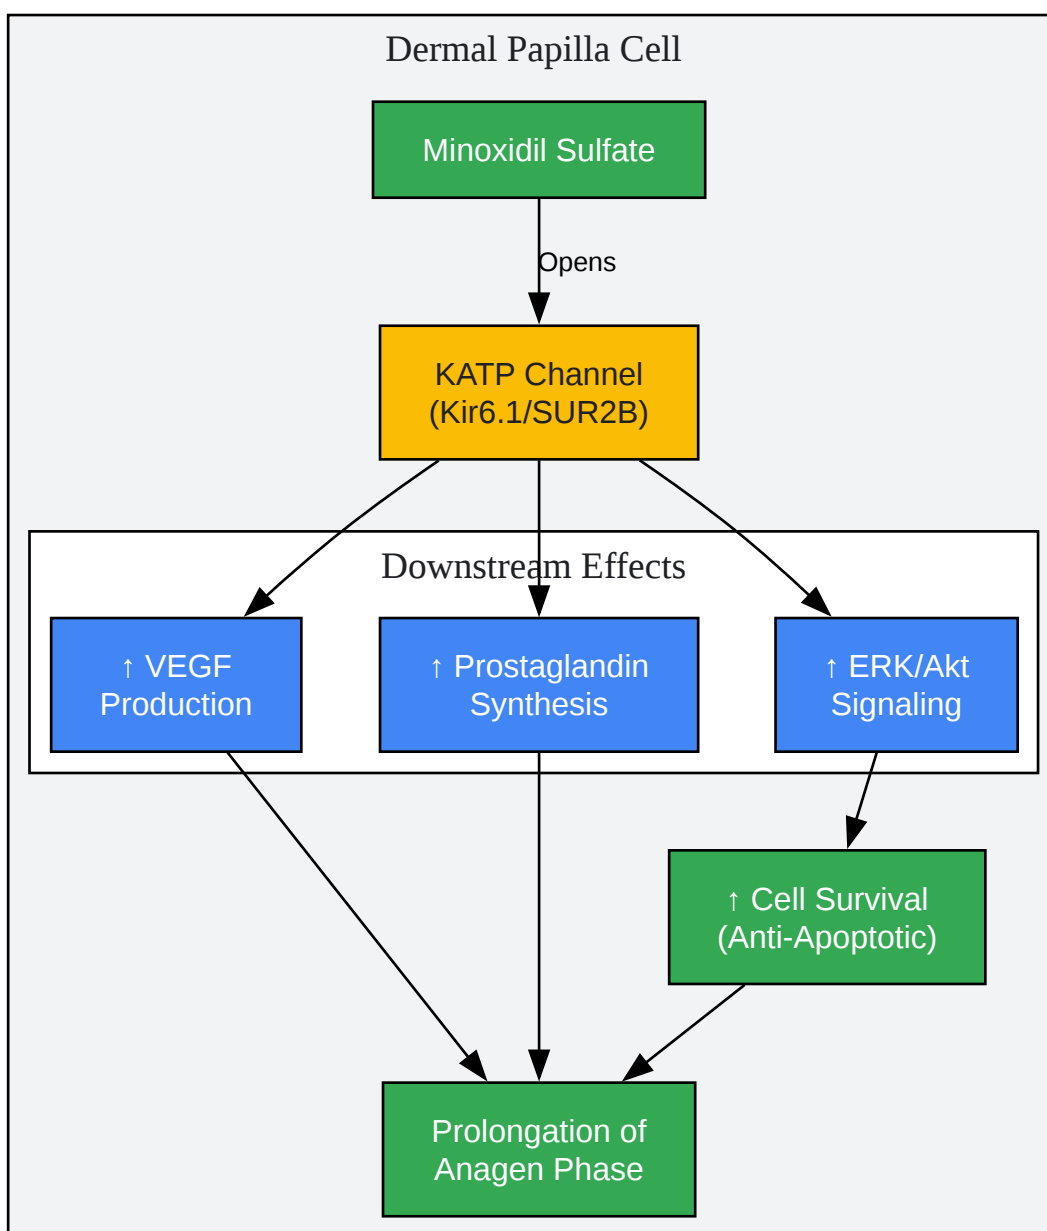 Dermal Papilla Cell
Minoxidil Sulfate
Opens
KATP Channel
(Kir6.1/SUR2B)
Downstream Effects
↑ VEGF
Production
↑ Prostaglandin
Synthesis
↑ ERK/Akt
Signaling
↑ Cell Survival
(Anti-Apoptotic)
Prolongation of
Anagen Phase